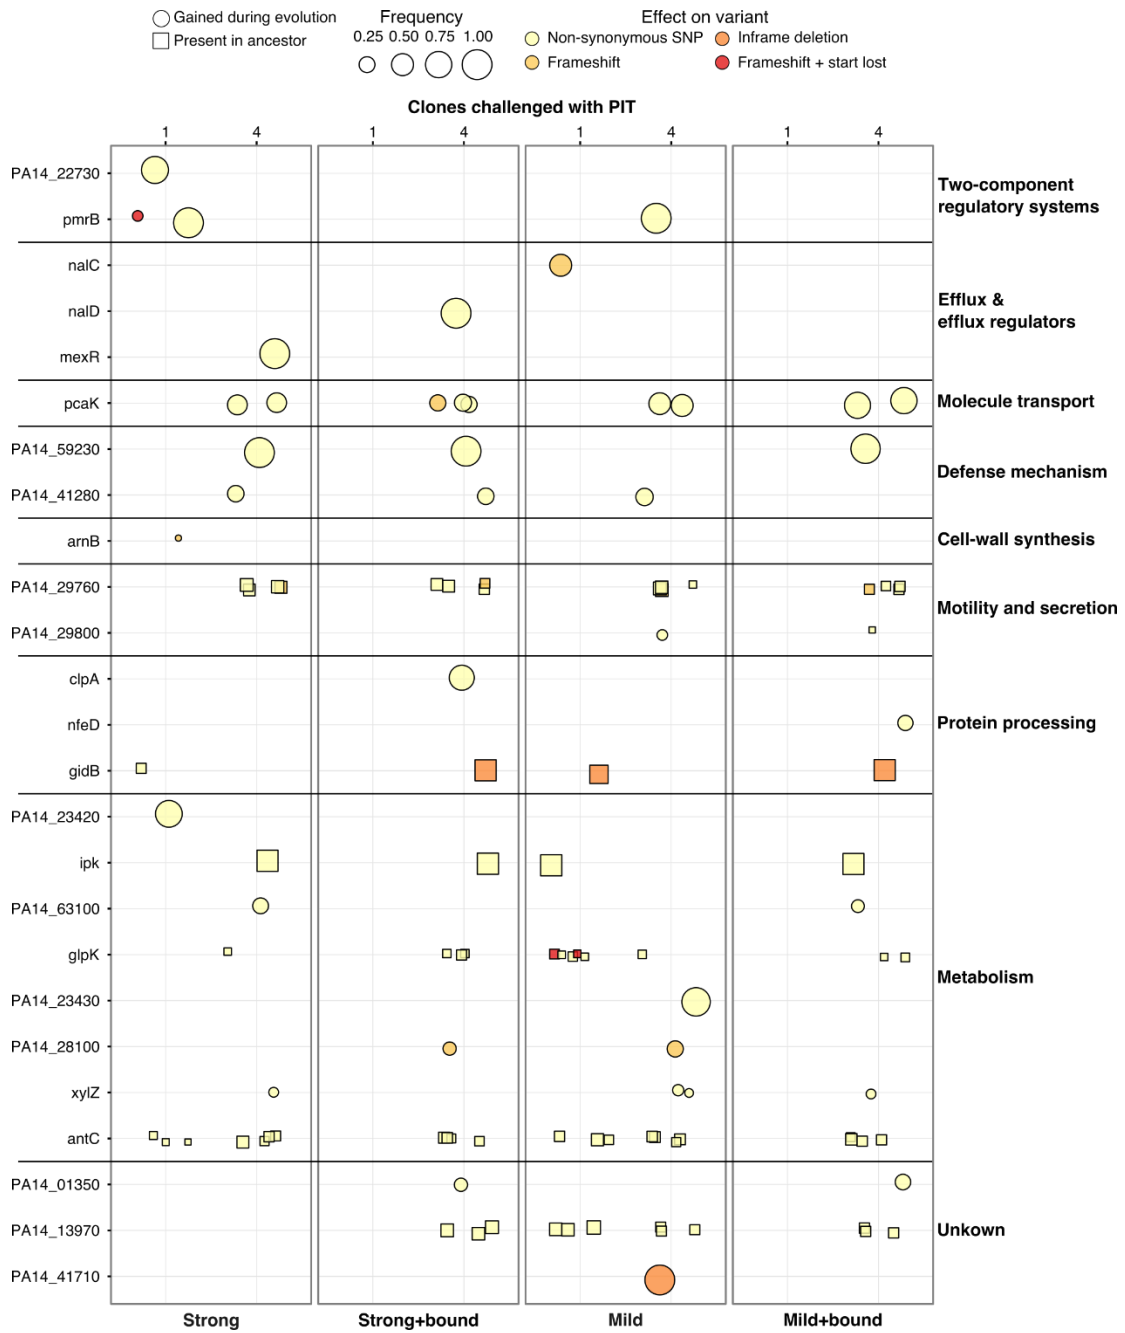 Gained during evolution
Present in ancestor
Frequency
0.25 0.50 0.75 1.00
Effect on variant
Non-synonymous SNP
Inframe deletion
Frameshift
Frameshift + start lost
Clones challenged with PIT
1 4 1 4 1 4 1 4
PA14_22730
pmrB
Two-component
regulatory systems
nalC
nalD
mexR
Efflux &
efflux regulators
pcaK
Molecule transport
PA14_59230
PA14_41280
Defense mechanism
arnB
Cell-wall synthesis
PA14_29760
PA14_29800
Motility and secretion
clpA
nfeD
gidB
Protein processing
PA14_23420
ipk
PA14_63100
glpK
PA14_23430
PA14_28100
xylZ
antC
Metabolism
PA14_01350
PA14_13970
PA14_41710
Unkown
Strong Strong+bound Mild Mild+bound